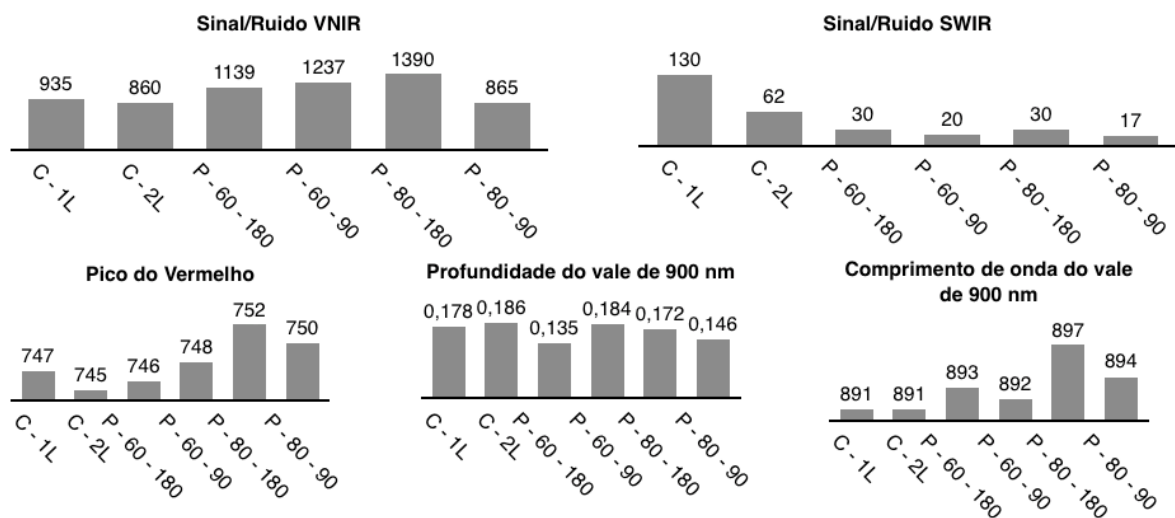 Sinal/Ruido VNIR
935
860
1139
1237
1390
865
C - 1L
C - 2L
P - 60 - 180
P - 60 - 90
P - 80 - 180
P - 80 - 90
Sinal/Ruido SWIR
130
62
30
20
30
17
C - 1L
C - 2L
P - 60 - 180
P - 60 - 90
P - 80 - 180
P - 80 - 90
Pico do Vermelho
747
745
746
748
752
750
C - 1L
C - 2L
P - 60 - 180
P - 60 - 90
P - 80 - 180
P - 80 - 90
Profundidade do vale de 900 nm
0,178
0,186
0,135
0,184
0,172
0,146
C - 1L
C - 2L
P - 60 - 180
P - 60 - 90
P - 80 - 180
P - 80 - 90
Comprimento de onda do vale
de 900 nm
891
891
893
892
897
894
C - 1L
C - 2L
P - 60 - 180
P - 60 - 90
P - 80 - 180
P - 80 - 90